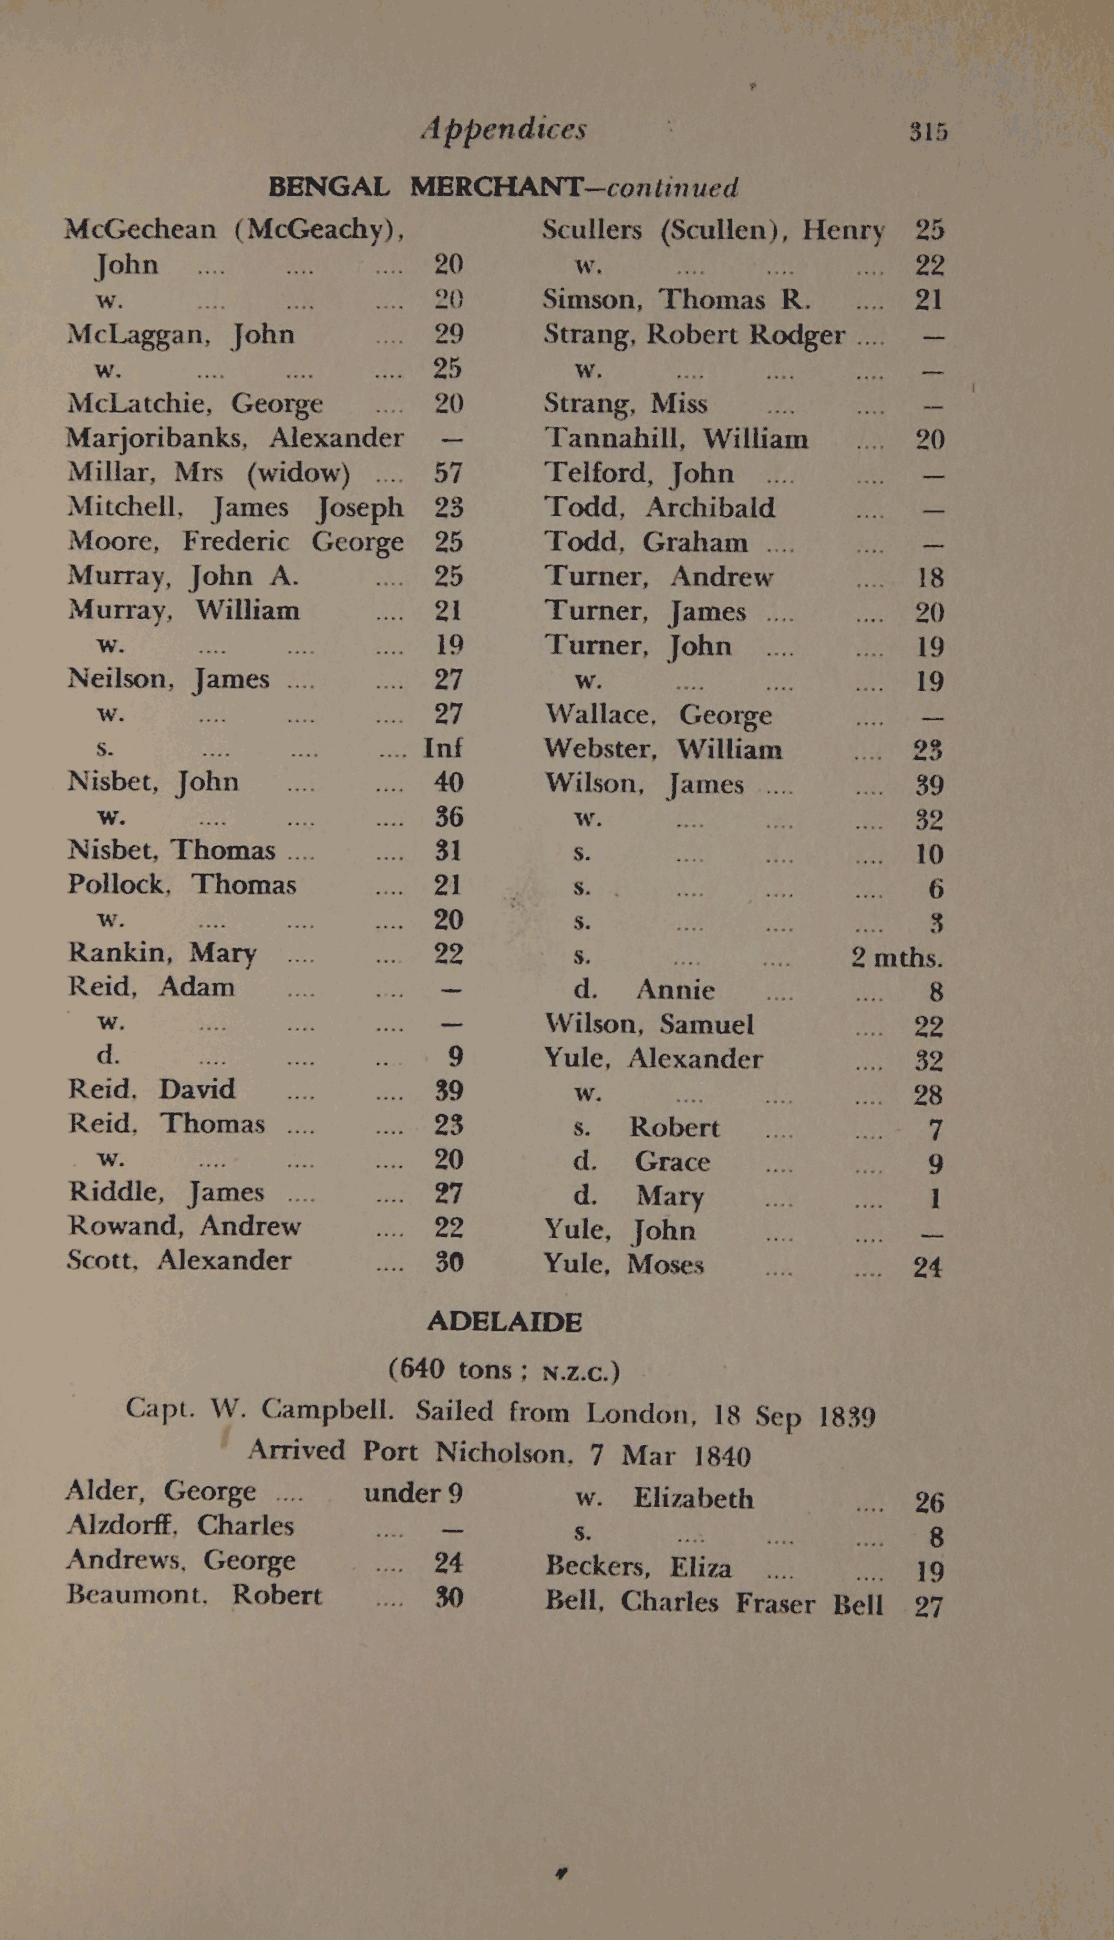 Appendices 315
BENGAL MERCHANT—continued
McGechean (McGeachy),
John .... .... .... 20
w. .... .... .... 20
McLaggan, John .... 29
w. .... .... .... 25
McLatchie, George .... 20
Marjoribanks, Alexander —
Millar, Mrs (widow) .... 57
Mitchell, James Joseph 23
Moore, Frederic George 25
Murray, John A. .... 25
Murray, William .... 21
w. .... .... .... 19
Neilson, James .... .... 27
w. .... .... .... 27
s. .... .... .... Inf
Nisbet, John .... .... 40
w. .... .... .... 36
Nisbet, Thomas .... .... 31
Pollock, Thomas .... 21
w. .... .... .... 20
Rankin, Mary .... .... 22
Reid, Adam .... .... —
w. .... .... .... —
d. .... .... .... 9
Reid, David .... .... 39
Reid, Thomas .... .... 23
w. .... .... .... 20
Riddle, James .... .... 27
Rowand, Andrew .... 22
Scott, Alexander .... 30
Scullers (Scullen), Henry 25
w. .... .... .... 22
Simson, Thomas R. .... 21
Strang, Robert Rodger .... —
w. .... .... .... —
Strang, Miss .... .... —
Tannahill, William .... 20
Telford, John .... .... —
Todd, Archibald .... —
Todd, Graham .... .... —
Turner, Andrew .... 18
Turner, James .... .... 20
Turner, John .... .... 19
w. .... .... .... 19
Wallace, George .... —
Webster, William .... 23
Wilson, James .... .... 39
w. .... .... .... 32
s. .... .... .... 10
s. .... .... .... 6
s. .... .... .... 3
s. .... .... 2 mths.
d. Annie .... .... 8
Wilson, Samuel .... 22
Yule, Alexander .... 32
w. .... .... .... 28
s. Robert .... .... 7
d. Grace .... .... 9
d. Mary .... .... 1
Yule, John .... .... —
Yule, Moses .... .... 24
ADELAIDE
(640 tons; N.Z.C.)
Capt. W. Campbell. Sailed from London, 18 Sep 1839
Arrived Port Nicholson, 7 Mar 1840
Alder, George .... under 9
Alzdorff, Charles .... —
Andrews, George .... 24
Beaumont, Robert .... 30
w. Elizabeth .... 26
s. .... .... .... 8
Beckers, Eliza .... .... 19
Bell, Charles Fraser Bell 27